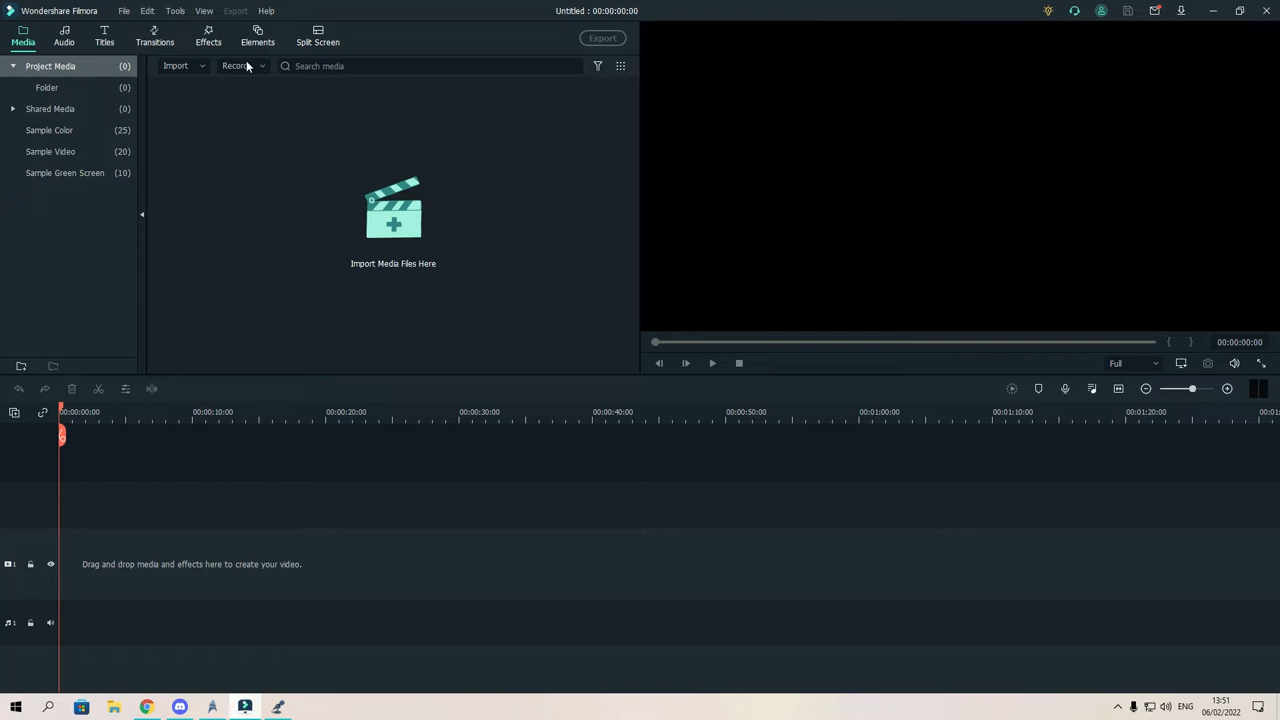 Wondershare Filmora
File
Edit
Tools
View
Export
Help
Untitled : 00:00:00:00
Media
Audio
Titles
Transitions
Effects
Elements
Split Screen
Export
Project Media (0)
Folder (0)
Shared Media (0)
Sample Color (25)
Sample Video (20)
Sample Green Screen (10)
Import
Record
Search media
Import Media Files Here
00:00:00:00
Full
00:00:00:00
00:00:10:00
00:00:20:00
00:00:30:00
00:00:40:00
00:00:50:00
00:01:00:00
00:01:10:00
00:01:20:00
Drag and drop media and effects here to create your video.
1
1
ENG
13:51
06/02/2022